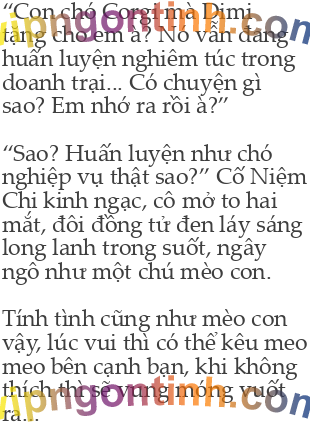 “Con chó Corgi mà Dimi
tặng cho em à? Nó vẫn đang
huấn luyện nghiêm túc trong
doanh trại... Có chuyện gì
sao? Em nhớ ra rồi à?”
“Sao? Huấn luyện như chó
nghiệp vụ thật sao?” Cố Niệm
Chi kinh ngạc, cô mở to hai
mắt, đôi đồng tử đen láy sáng
long lanh trong suốt, ngây
ngô như một chú mèo con.
Tính tình cũng như mèo con
vậy, lúc vui thì có thể kêu meo
meo bên cạnh bạn, khi không
thích thì sẽ vung móng vuốt
ra...
vipngontinh.com
vipngontinh.com